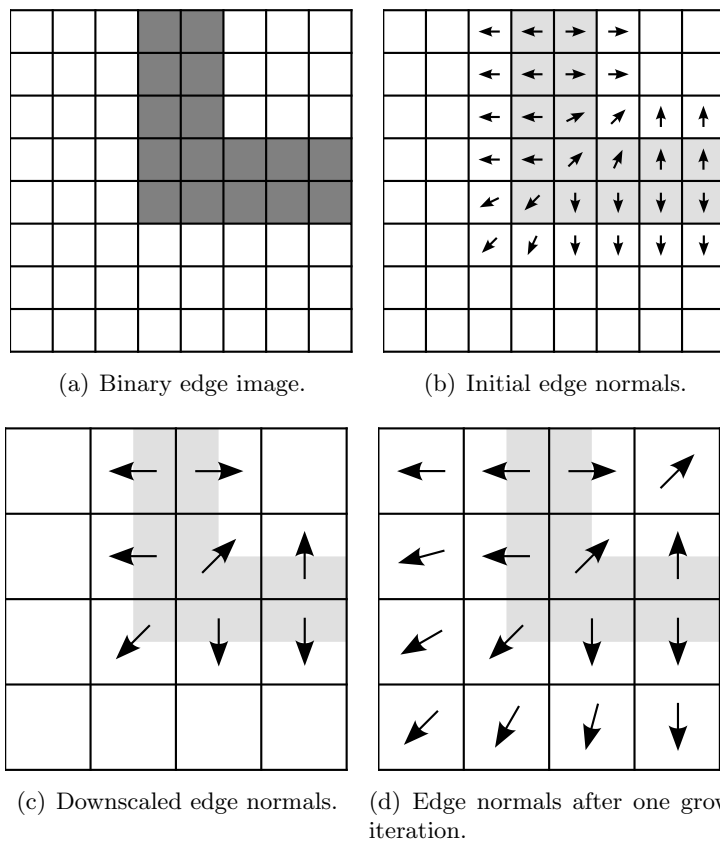 (a) Binary edge image.
(b) Initial edge normals.
(c) Downscaled edge normals.
(d) Edge normals after one grow
iteration.